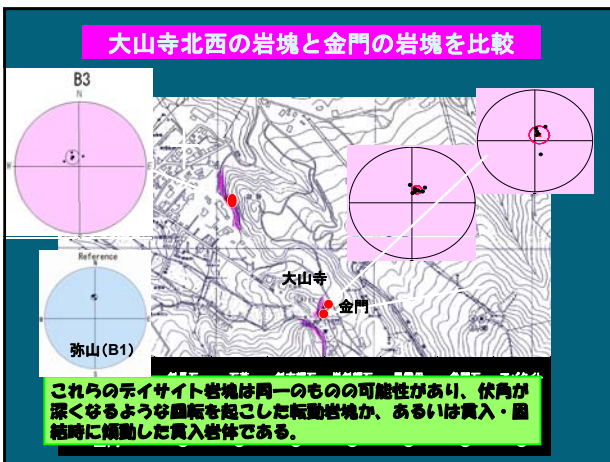 大山寺北西の岩塊と金門の岩塊を比較
B3
N
W
E
Reference
N
弥山(B1)
大山寺
金門
これらのデイサイト岩塊は同一のものの可能性があり、伏角が
深くなるような回転を起こした転動岩塊か、あるいは貫入・固
結時に傾動した貫入岩体である。